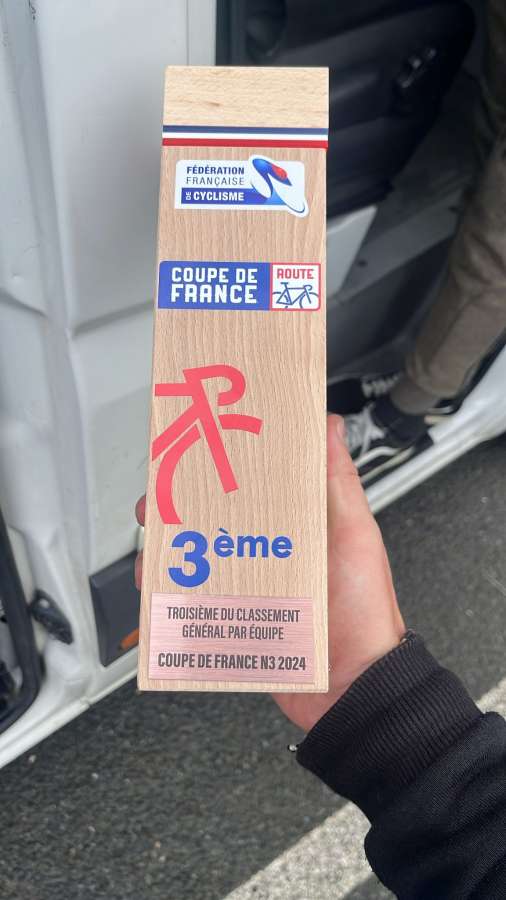 FÉDÉRATION
FRANÇAISE
DE CYCLISME
COUPE DE
FRANCE
ROUTE
3ème
TROISIÈME DU CLASSEMENT
GÉNÉRAL PAR ÉQUIPE
COUPE DE FRANCE N3 2024